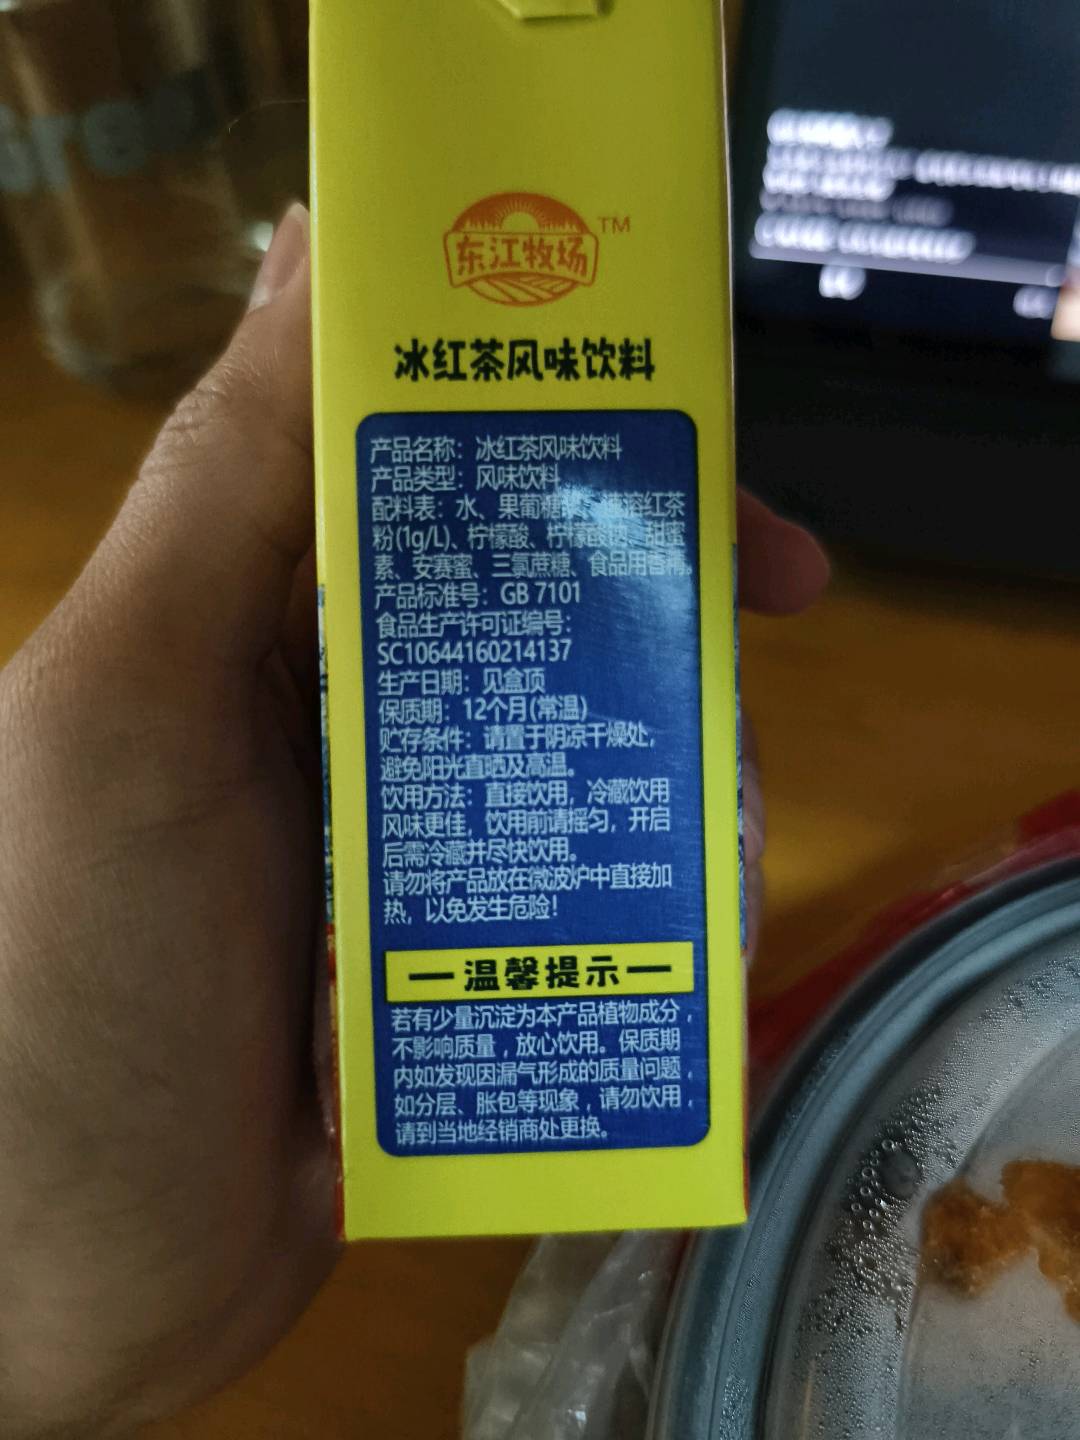 东江牧场 TM
冰红茶风味饮料
产品名称：冰红茶风味饮料
产品类型：风味饮料
配料表：水、果葡糖浆、速溶红茶
粉(1g/L)、柠檬酸、柠檬酸钠、甜蜜
素、安赛蜜、三氯蔗糖、食品用香精。
产品标准号：GB 7101
食品生产许可证编号：
SC10644160214137
生产日期：见盒顶
保质期：12个月(常温)
贮存条件：请置于阴凉干燥处，
避免阳光直晒及高温。
饮用方法：直接饮用，冷藏饮用
风味更佳，饮用前请摇匀，开启
后需冷藏并尽快饮用。
请勿将产品放在微波炉中直接加
热，以免发生危险！
温馨提示
若有少量沉淀为本产品植物成分，
不影响质量，放心饮用。保质期
内如发现因漏气形成的质量问题，
如分层、胀包等现象，请勿饮用，
请到当地经销商处更换。